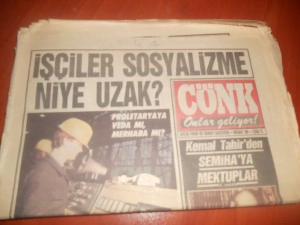 İŞÇİLER SOSYALİZME
NİYE UZAK?
PROLETARYAYA
VEDA MI,
MERHABA MI?
CÜNK
Onlar geliyor!
Kemal Tahir'den
SEMİHA'YA
MEKTUPLAR